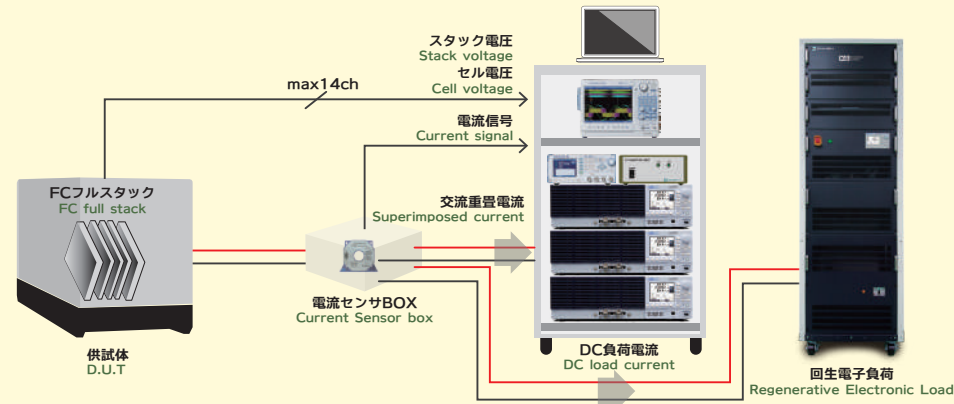 スタック電圧
Stack voltage
セル電圧
Cell voltage
max14ch
電流信号
Current signal
FCフルスタック
FC full stack
交流重畳電流
Superimposed current
電流センサBOX
Current Sensor box
供試体
D.U.T
DC負荷電流
DC load current
回生電子負荷
Regenerative Electronic Load